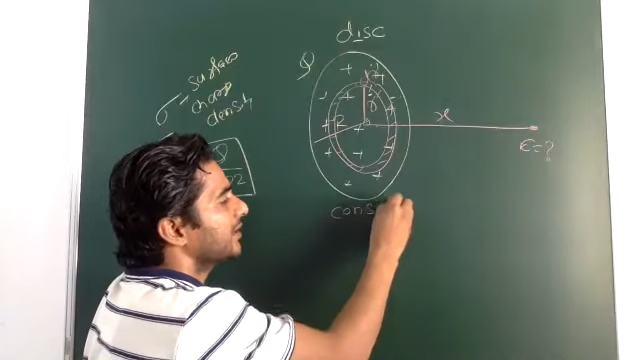 disc
Q
σ = surface
charge
density
Q
R
r
x
E = ?
cons